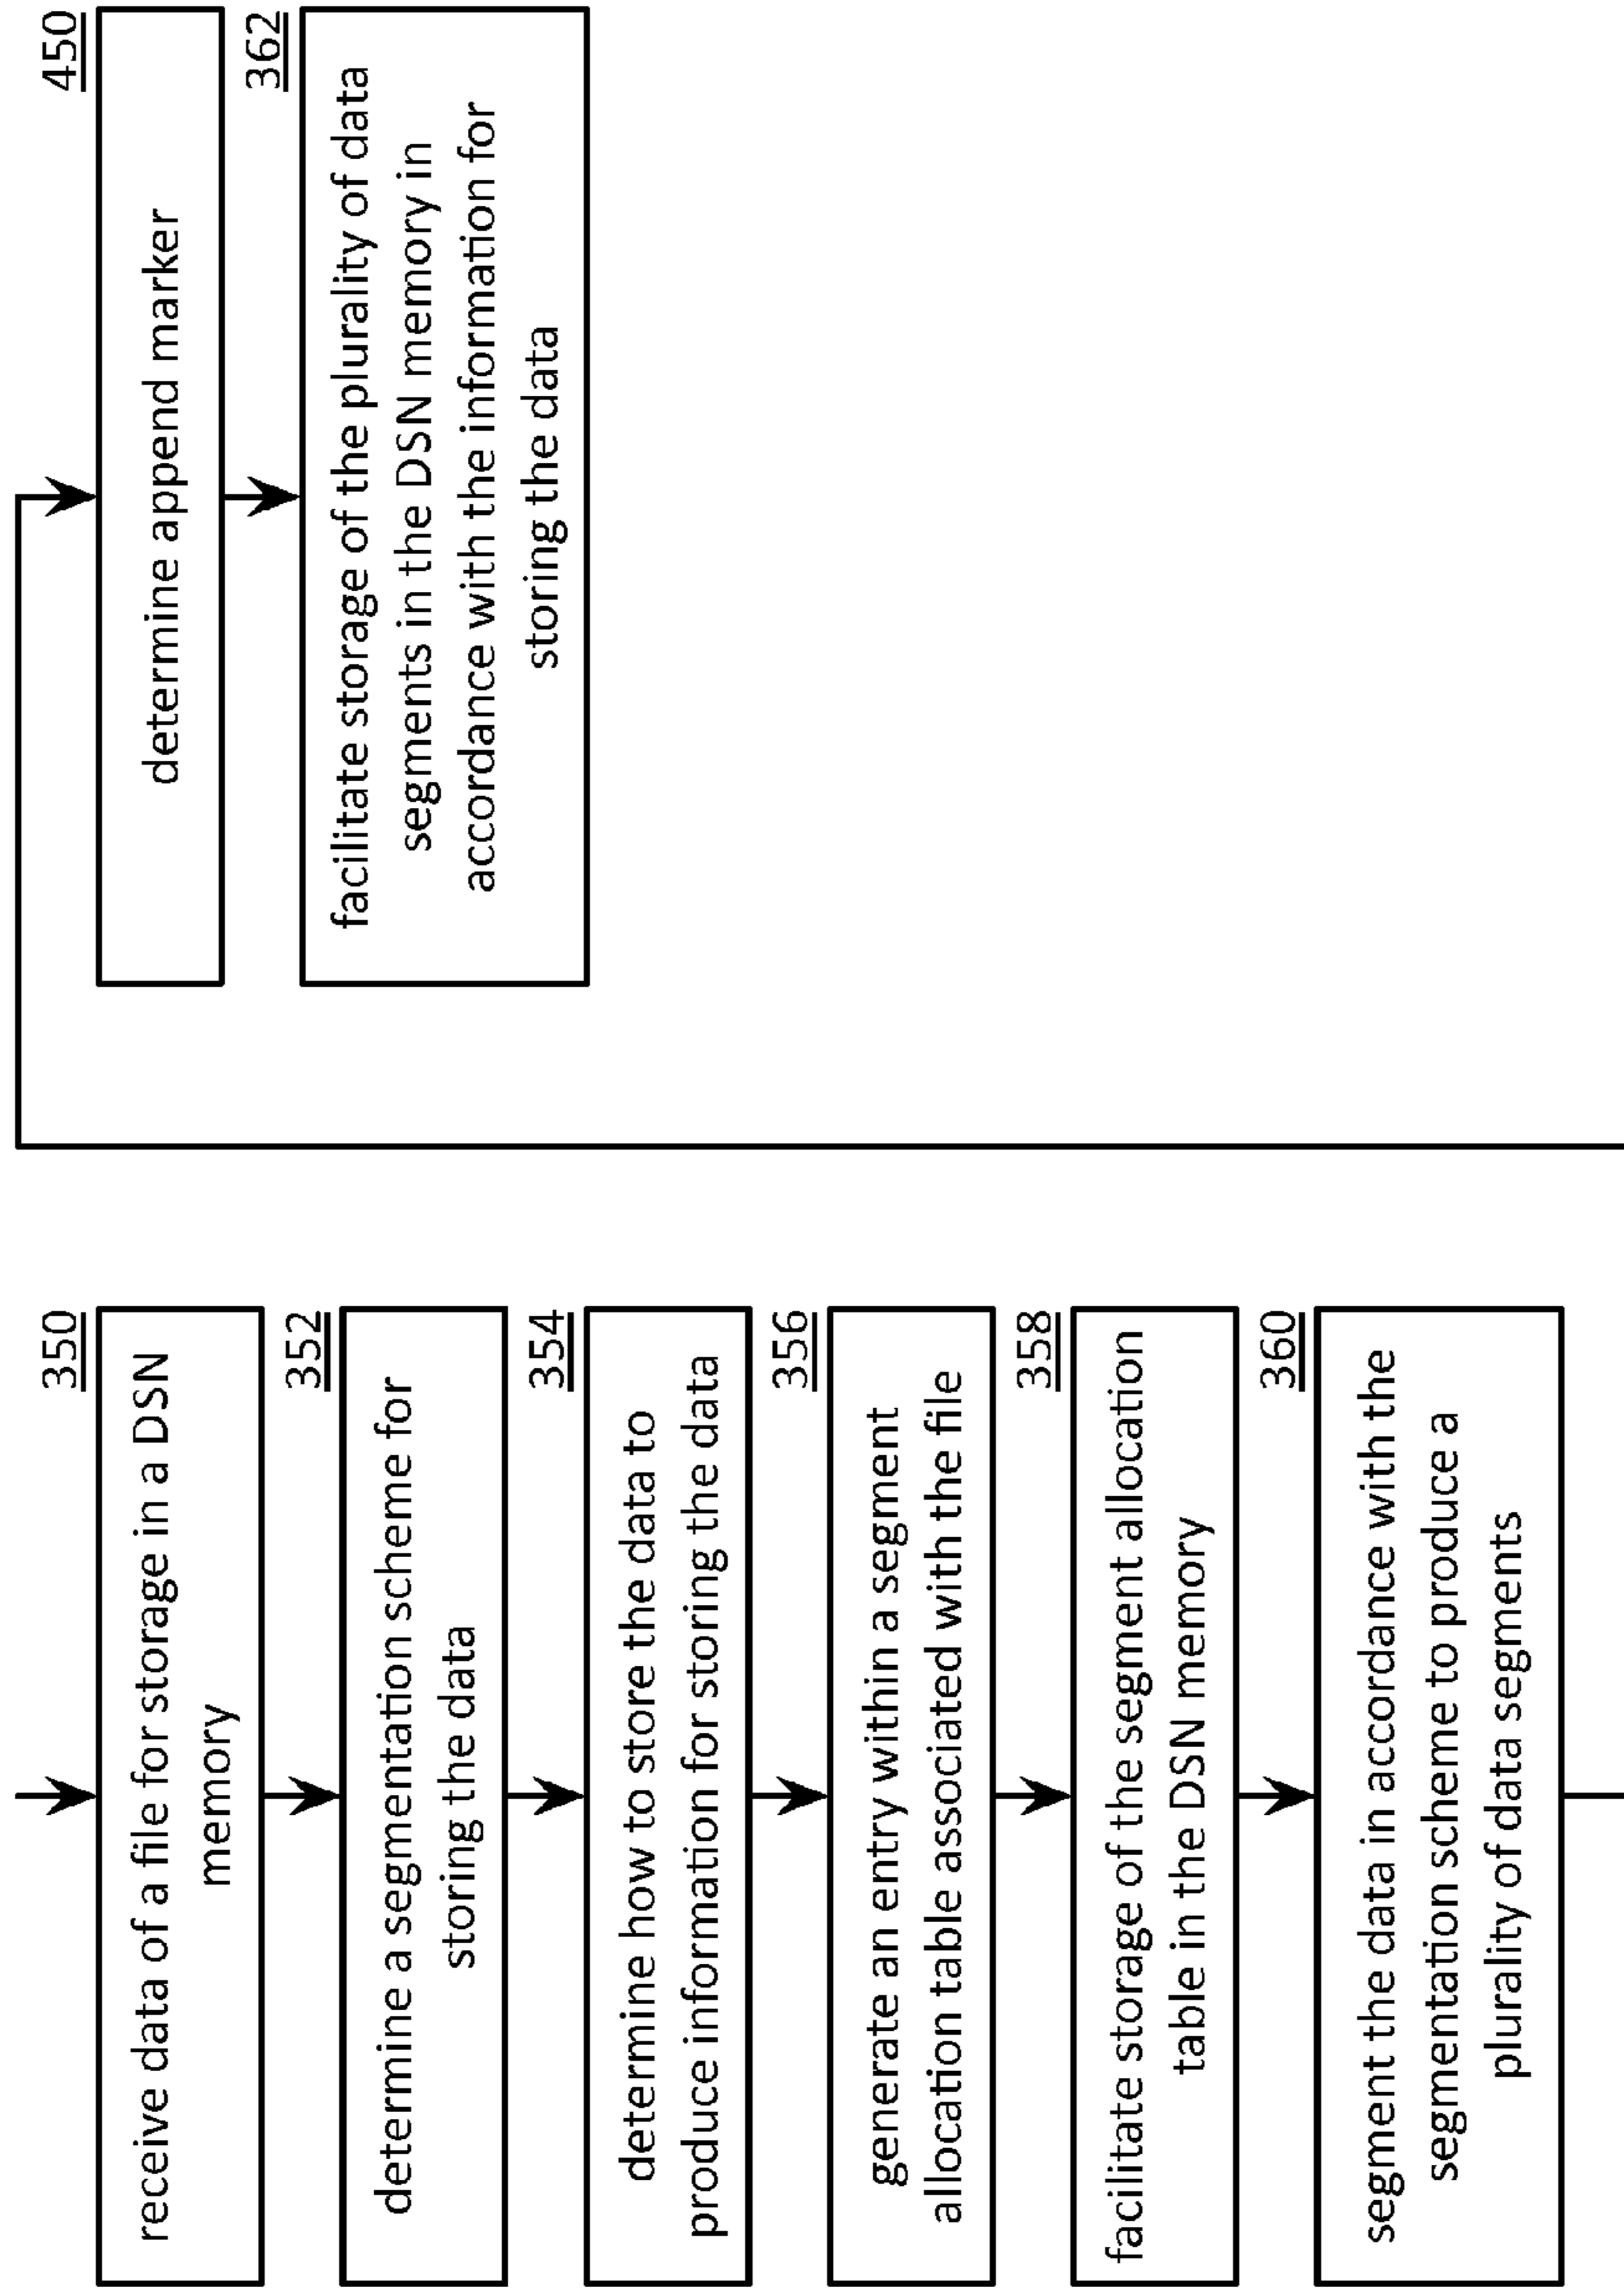 350
receive data of a file for storage in a DSN
memory
352
determine a segmentation scheme for
storing the data
354
determine how to store the data to
produce information for storing the data
356
generate an entry within a segment
allocation table associated with the file
358
facilitate storage of the segment allocation
table in the DSN memory
360
segment the data in accordance with the
segmentation scheme to produce a
plurality of data segments
450
determine append marker
362
facilitate storage of the plurality of data
segments in the DSN memory in
accordance with the information for
storing the data